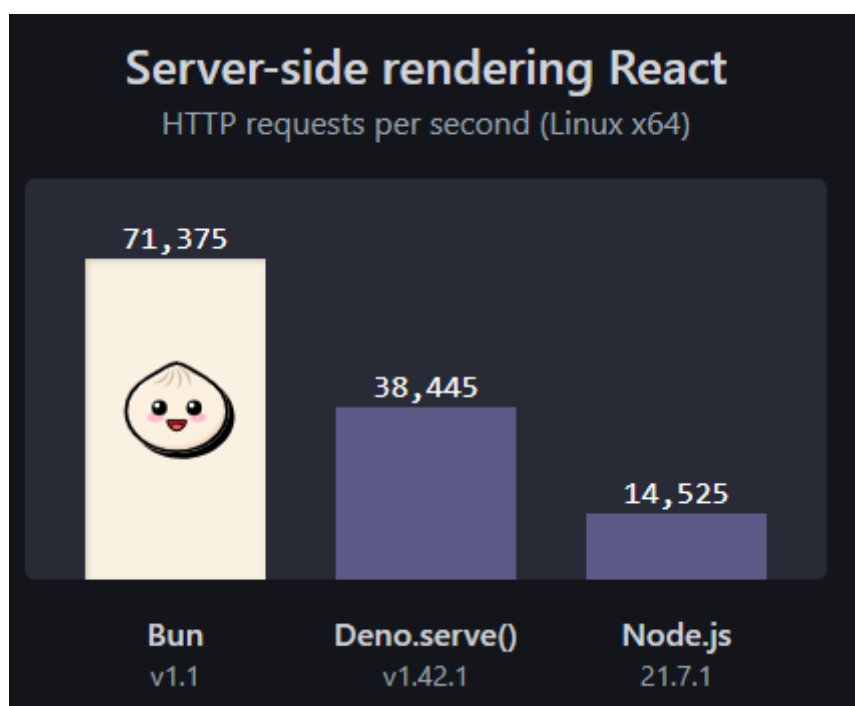 Server-side rendering React
HTTP requests per second (Linux x64)
71,375
38,445
14,525
Bun
v1.1
Deno.serve()
v1.42.1
Node.js
21.7.1